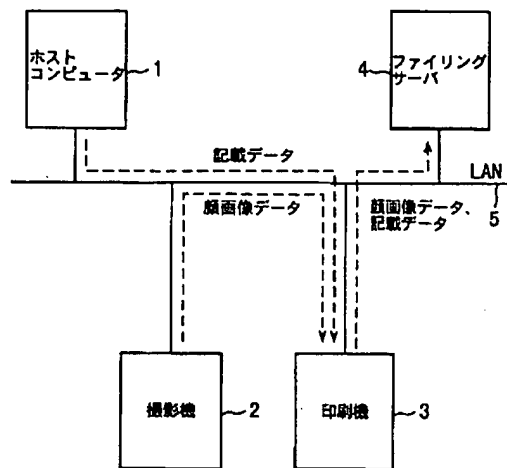 ホスト
コンピュータ
1
4
ファイリング
サーバ
記載データ
LAN
顔画像データ
顔画像データ、
記載データ
5
撮影機
2
印刷機
3